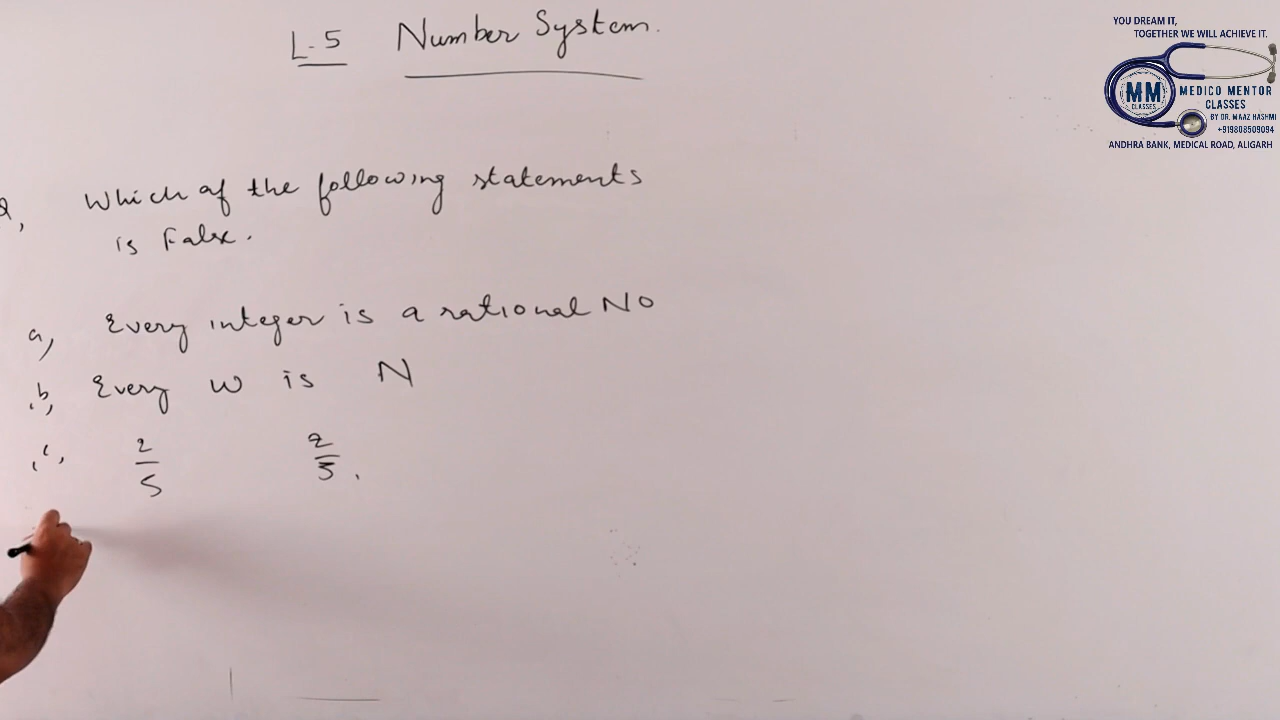 L-5 Number System.
Q, Which of the following statements
is False.
a, Every integer is a rational No
b, Every W is N
c, 2/5 2/5.
YOU DREAM IT,
TOGETHER WE WILL ACHIEVE IT.
MM
CLASSES
MEDICO MENTOR
CLASSES
BY DR. MAAZ HASHMI
+919808509094
ANDHRA BANK, MEDICAL ROAD, ALIGARH